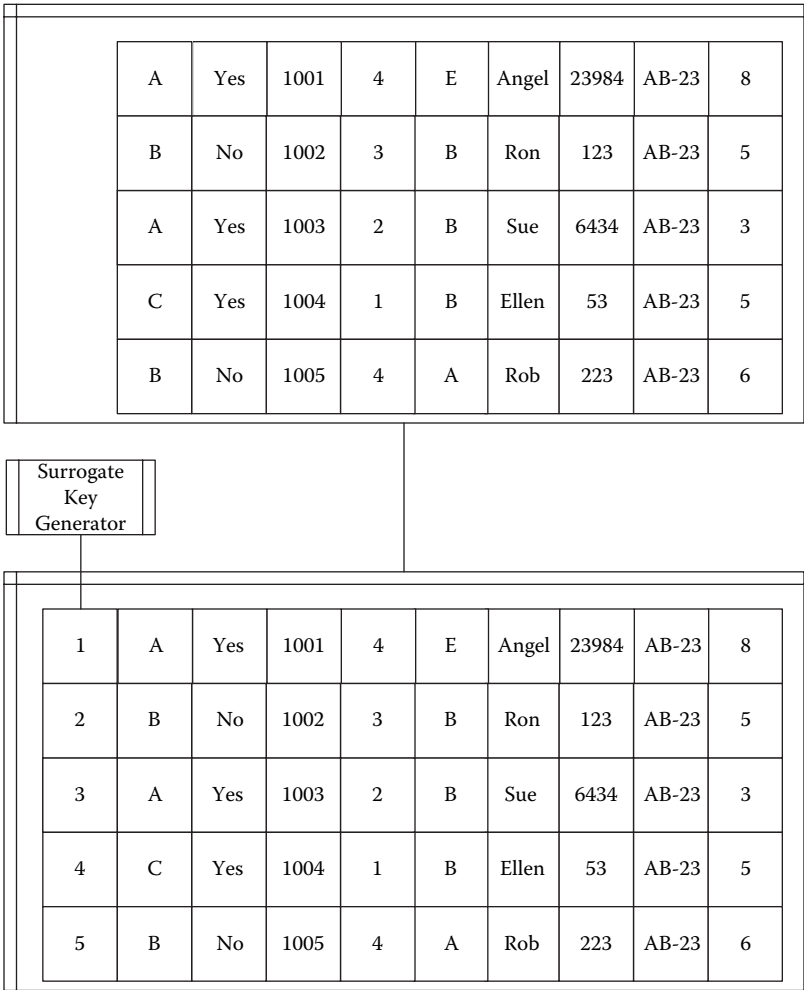 A Yes 1001 4 E Angel 23984 AB-23 8
B No 1002 3 B Ron 123 AB-23 5
A Yes 1003 2 B Sue 6434 AB-23 3
C Yes 1004 1 B Ellen 53 AB-23 5
B No 1005 4 A Rob 223 AB-23 6
Surrogate
Key
Generator
1 A Yes 1001 4 E Angel 23984 AB-23 8
2 B No 1002 3 B Ron 123 AB-23 5
3 A Yes 1003 2 B Sue 6434 AB-23 3
4 C Yes 1004 1 B Ellen 53 AB-23 5
5 B No 1005 4 A Rob 223 AB-23 6